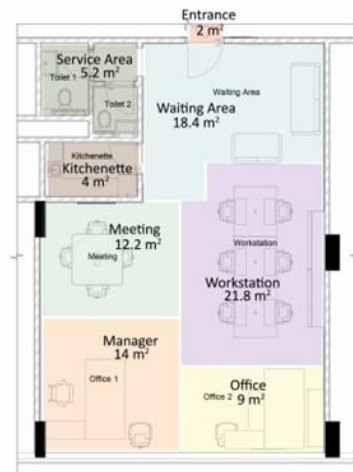 Entrance
2 m²
Service Area
5.2 m²
Toilet 1
Toilet 2
Waiting Area
Waiting Area
18.4 m²
Kitchenette
Kitchenette
4 m²
Meeting
12.2 m²
Meeting
Workstation
Workstation
21.8 m²
Manager
14 m²
Office 1
Office
9 m²
Office 2